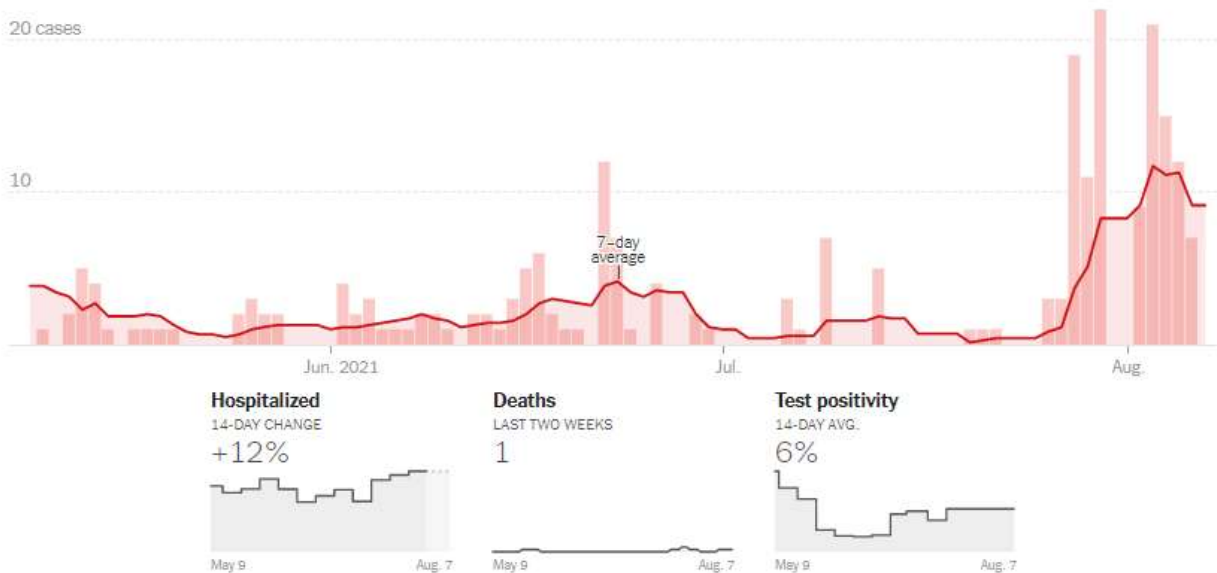 20 cases
10
7–day
average
Jun. 2021
Jul.
Aug.
Hospitalized
14-DAY CHANGE
+12%
May 9
Aug. 7
Deaths
LAST TWO WEEKS
1
May 9
Aug. 7
Test positivity
14-DAY AVG.
6%
May 9
Aug. 7